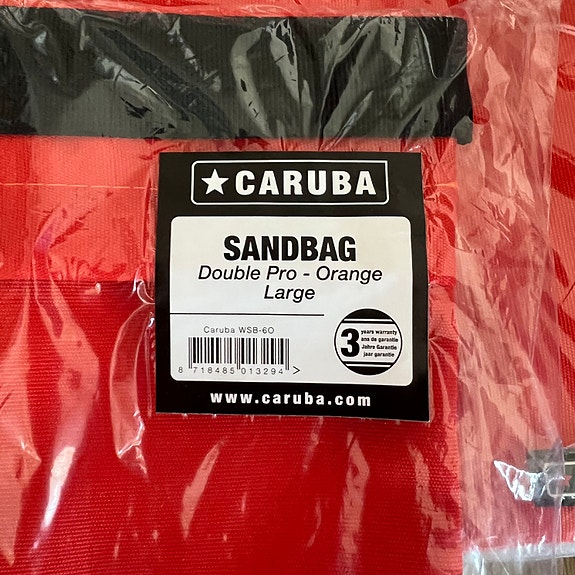 ★ CARUBA
SANDBAG
Double Pro - Orange
Large
Caruba WSB-6O
8 718485 013294 >
3 years warranty
ans de garantie
Jahre Garantie
jaar garantie
www.caruba.com